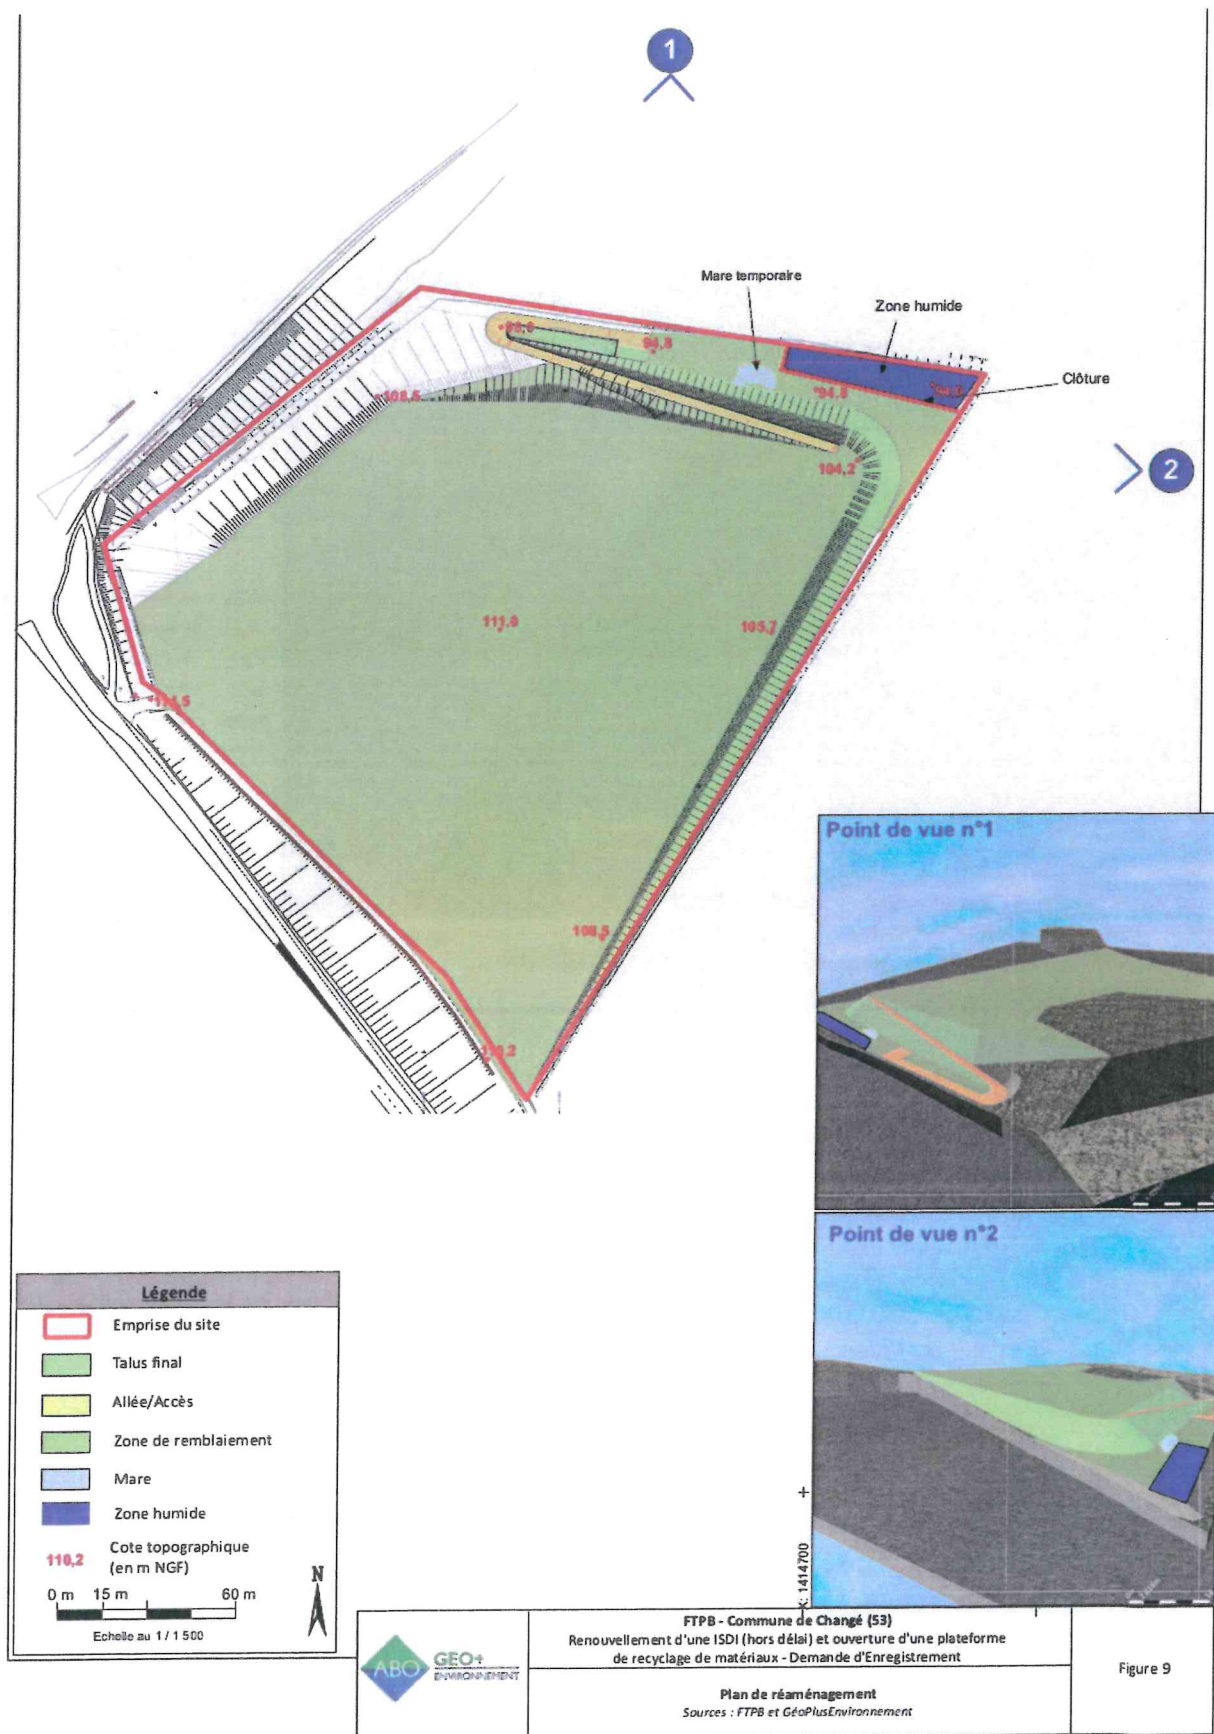 1
Mare temporaire
Zone humide
94,8
Clôture
108,5
94,8
104,2
2
111,0
105,7
108,5
Point de vue n°1
Point de vue n°2
Légende
Emprise du site
Talus final
Allée/Accès
Zone de remblaiement
Mare
Zone humide
110,2
Cote topographique
(en m NGF)
N
0 m 15 m 60 m
Echelle au 1 / 1 500
X: 1414700
ABO
GEO+
ENVIRONNEMENT
FTPB - Commune de Changé (53)
Renouvellement d'une ISDI (hors délai) et ouverture d'une plateforme
de recyclage de matériaux - Demande d'Enregistrement
Plan de réaménagement
Sources : FTPB et GéoPlusEnvironnement
Figure 9